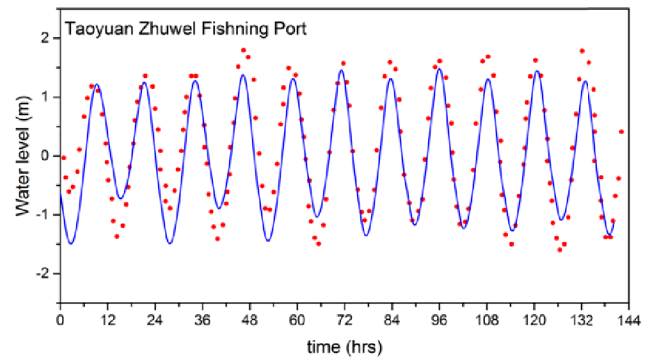 Taoyuan Zhuwel Fishning Port
Water level (m)
2
1
0
-1
-2
0 12 24 36 48 60 72 84 96 108 120 132 144
time (hrs)